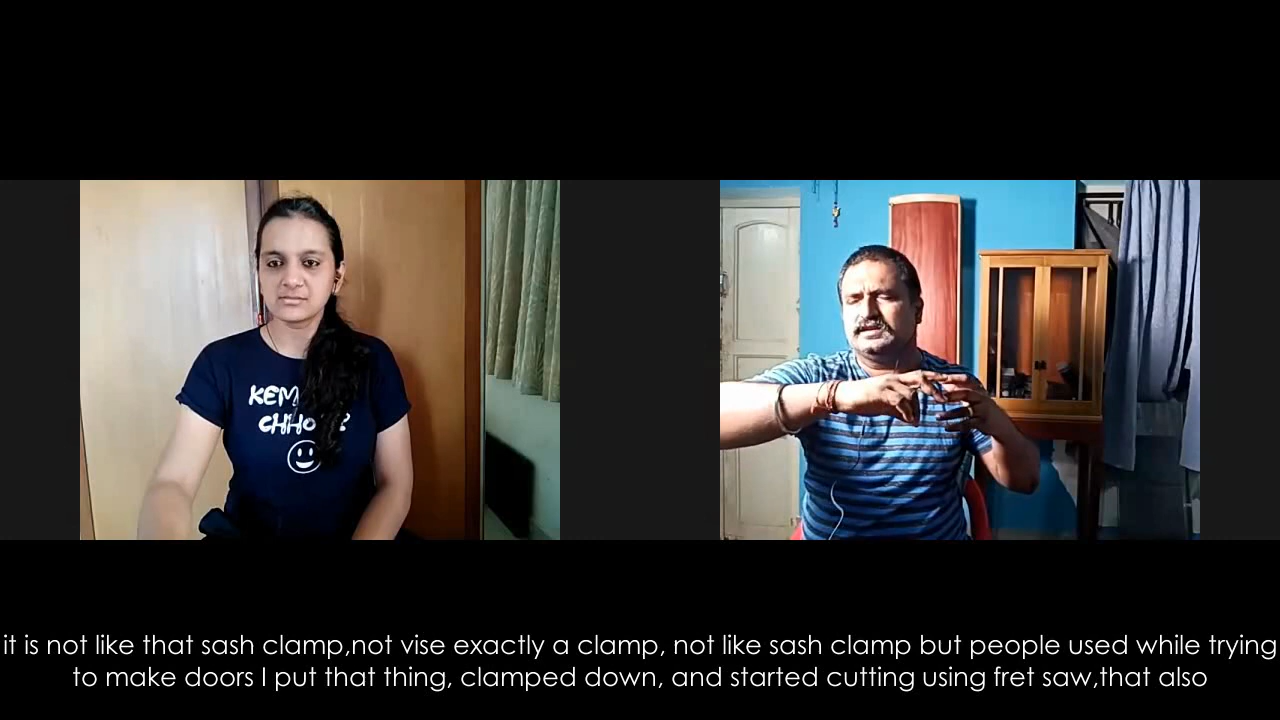 KEM
CHHO ?
it is not like that sash clamp,not vise exactly a clamp, not like sash clamp but people used while trying
to make doors I put that thing, clamped down, and started cutting using fret saw,that also